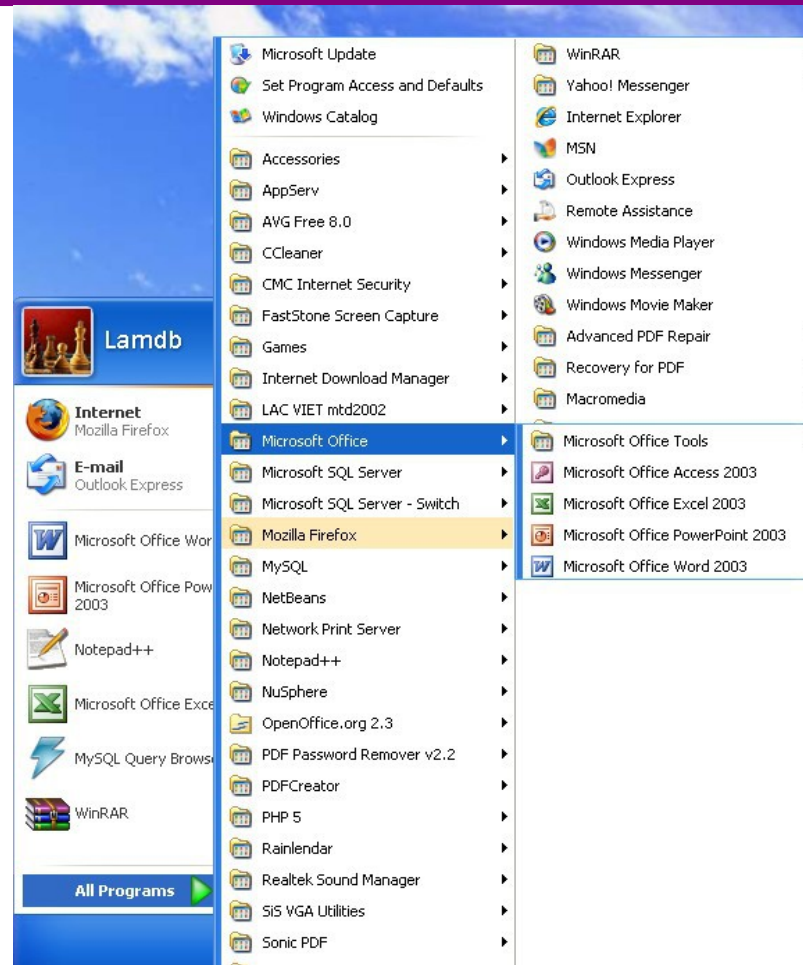 Microsoft Update
Set Program Access and Defaults
Windows Catalog
Accessories
AppServ
AVG Free 8.0
CCleaner
CMC Internet Security
FastStone Screen Capture
Games
Internet Download Manager
LAC VIET mtd2002
Microsoft Office
Microsoft SQL Server
Microsoft SQL Server - Switch
Mozilla Firefox
MySQL
NetBeans
Network Print Server
Notepad++
NuSphere
OpenOffice.org 2.3
PDF Password Remover v2.2
PDFCreator
PHP 5
Rainlendar
Realtek Sound Manager
SiS VGA Utilities
Sonic PDF
WinRAR
Yahoo! Messenger
Internet Explorer
MSN
Outlook Express
Remote Assistance
Windows Media Player
Windows Messenger
Windows Movie Maker
Advanced PDF Repair
Recovery for PDF
Macromedia
Microsoft Office Tools
Microsoft Office Access 2003
Microsoft Office Excel 2003
Microsoft Office PowerPoint 2003
Microsoft Office Word 2003
Lamdb
Internet
Mozilla Firefox
E-mail
Outlook Express
Microsoft Office Wor
Microsoft Office Pow
2003
Notepad++
Microsoft Office Exce
MySQL Query Brows
WinRAR
All Programs